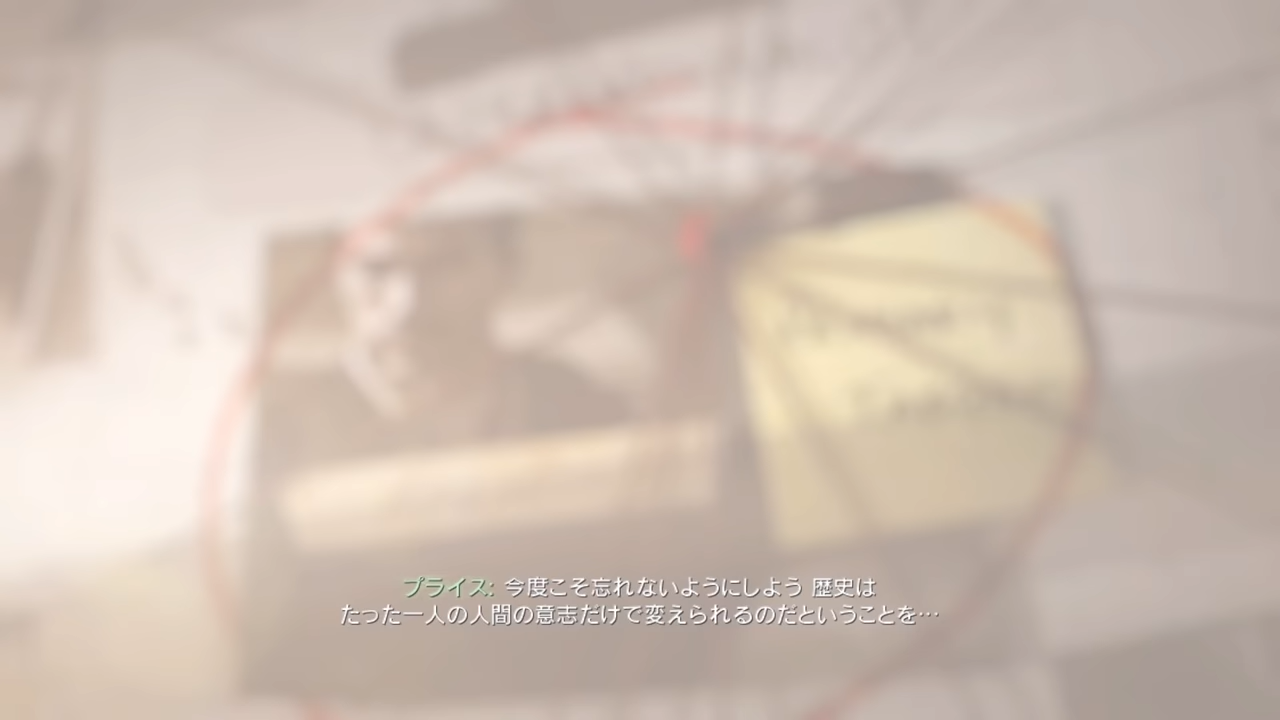 プライス: 今度こそ忘れないようにしよう 歴史は
たった一人の人間の意志だけで変えられるのだということを…